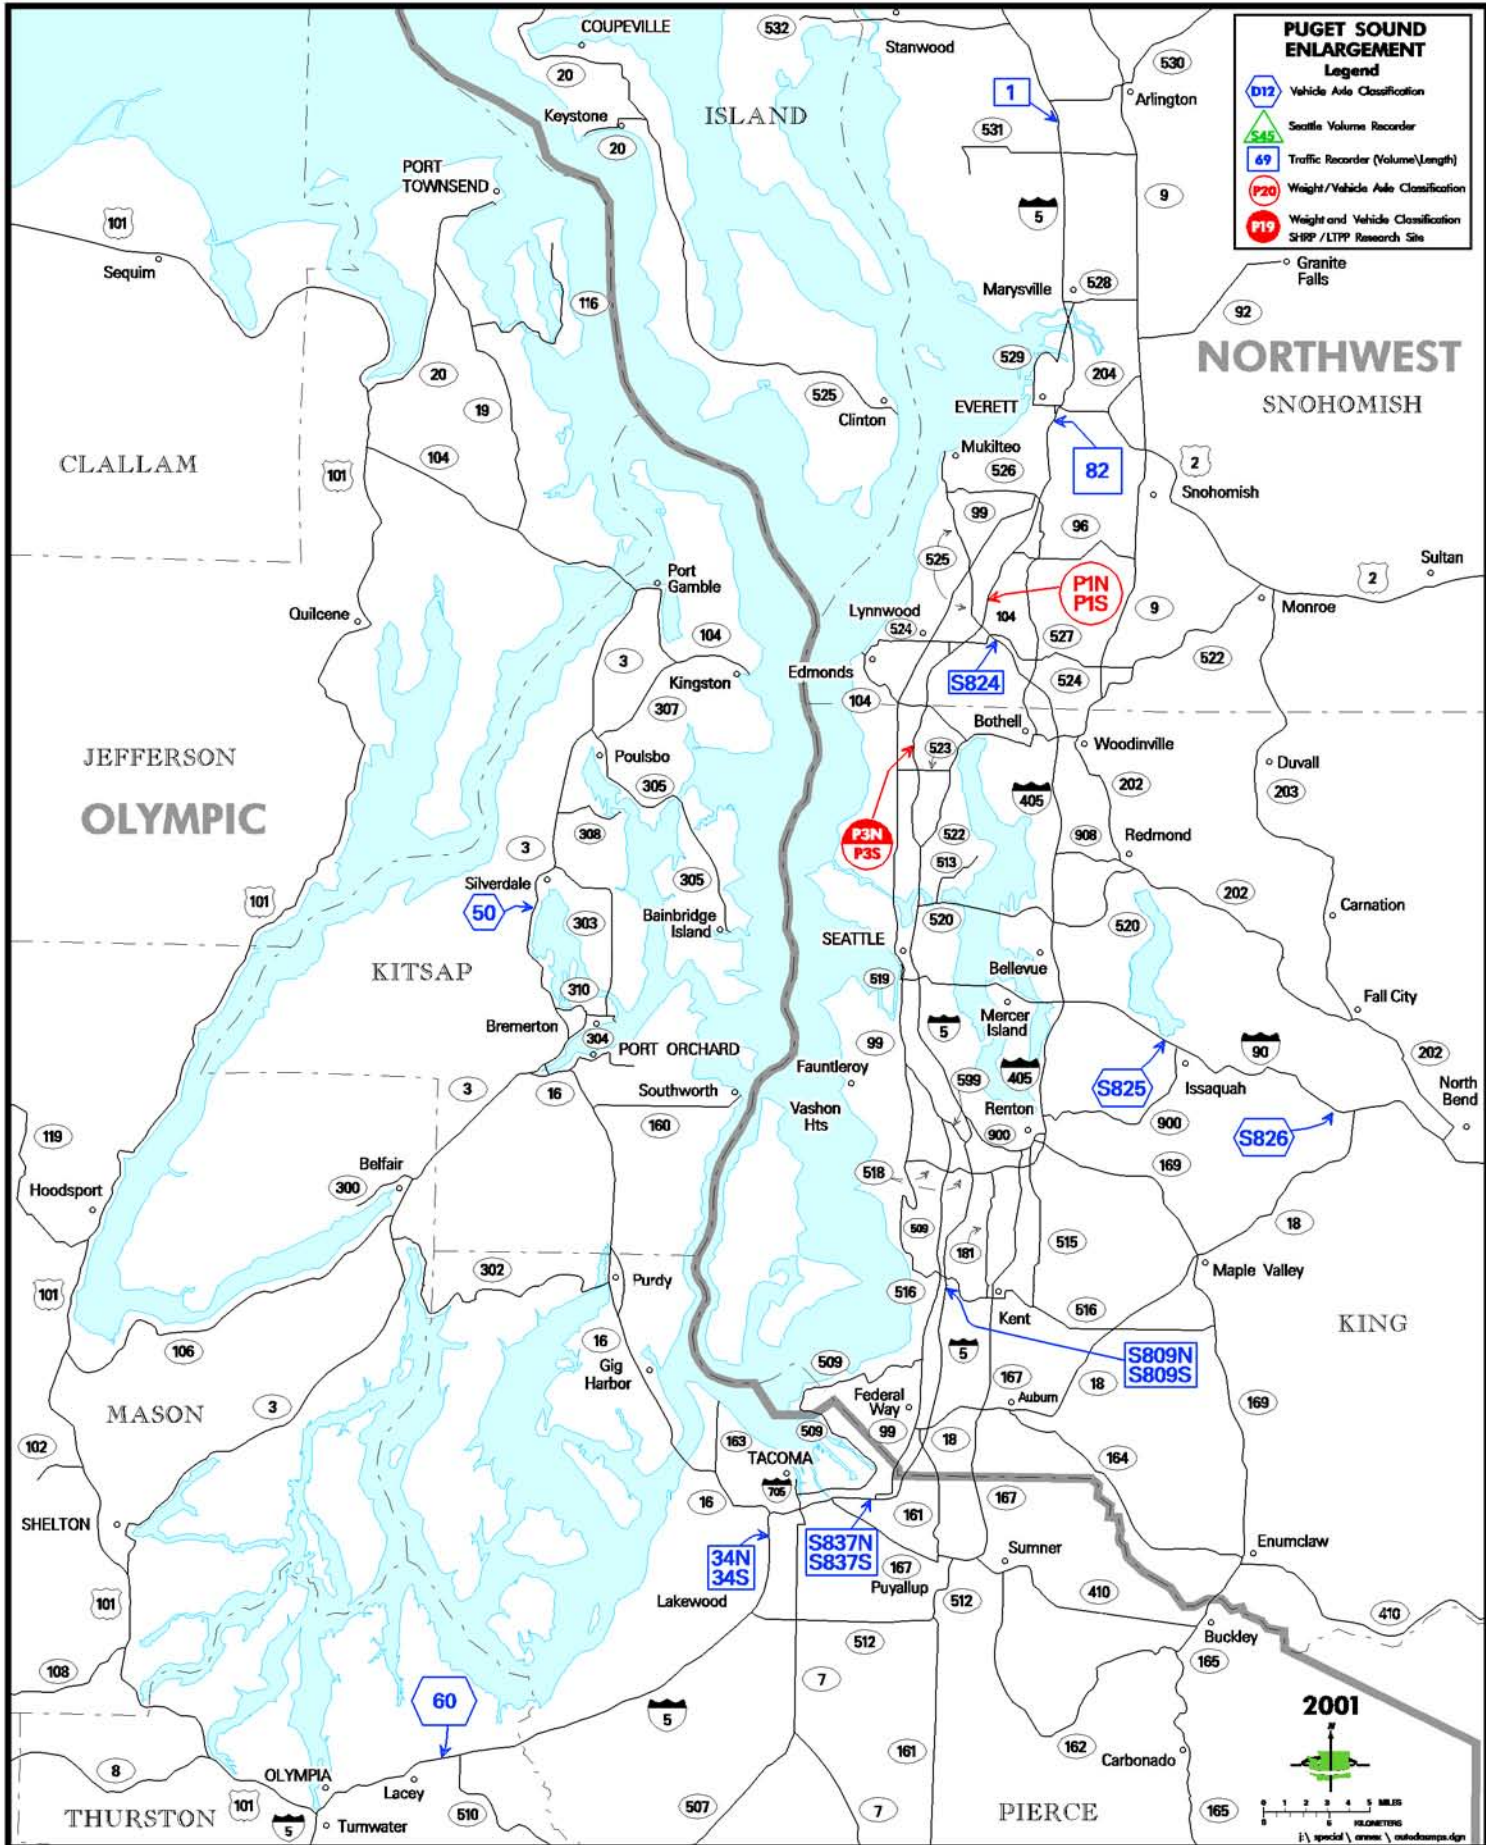 PUGET SOUND
ENLARGEMENT
Legend
D12 Vehicle Axle Classification
S45 Seattle Volume Recorder
69 Traffic Recorder (Volume\Length)
P20 Weight/Vehicle Axle Classification
P19 Weight and Vehicle Classification
SHRP /LTPP Research Site
COUPEVILLE
532
Stanwood
530
20
1
Arlington
Keystone
ISLAND
531
20
PORT
TOWNSEND
9
101
5
Sequim
Granite
Falls
Marysville
528
116
92
529
NORTHWEST
20
204
525
SNOHOMISH
19
EVERETT
Clinton
Mukilteo
CLALLAM
104
526
82
2
101
Snohomish
99
96
525
Sultan
Port
Gamble
P1N
P1S
2
Quilcene
Lynnwood
104
9
Monroe
524
104
527
3
522
Edmonds
Kingston
S824
524
104
307
Bothell
JEFFERSON
523
Woodinville
Poulsbo
Duvall
305
202
203
405
OLYMPIC
P3N
P3S
308
522
908
Redmond
3
513
Silverdale
305
202
101
50
303
Bainbridge
Island
520
520
Carnation
SEATTLE
Bellevue
KITSAP
519
310
Fall City
Bremerton
Mercer
Island
5
304
99
PORT ORCHARD
90
202
Fauntleroy
599
405
3
16
Southworth
S825
Issaquah
North
Bend
Vashon
Hts
Renton
160
900
900
119
S826
Belfair
518
169
300
Hoodsport
509
18
181
515
302
Maple Valley
Purdy
101
516
516
Kent
KING
16
106
5
S809N
S809S
509
Gig
Harbor
167
18
Federal
Way
Auburn
3
169
MASON
99
509
18
163
102
TACOMA
164
705
167
16
161
SHELTON
S837N
S837S
Enumclaw
34N
34S
Sumner
167
Puyallup
410
Lakewood
512
101
410
512
Buckley
108
165
7
60
5
2001
N
162
161
Carbonado
8
OLYMPIA
Lacey
101
507
510
7
PIERCE
165
THURSTON
5
Tumwater
0 1 2 3 4 5 MILES
0 5 KILOMETERS